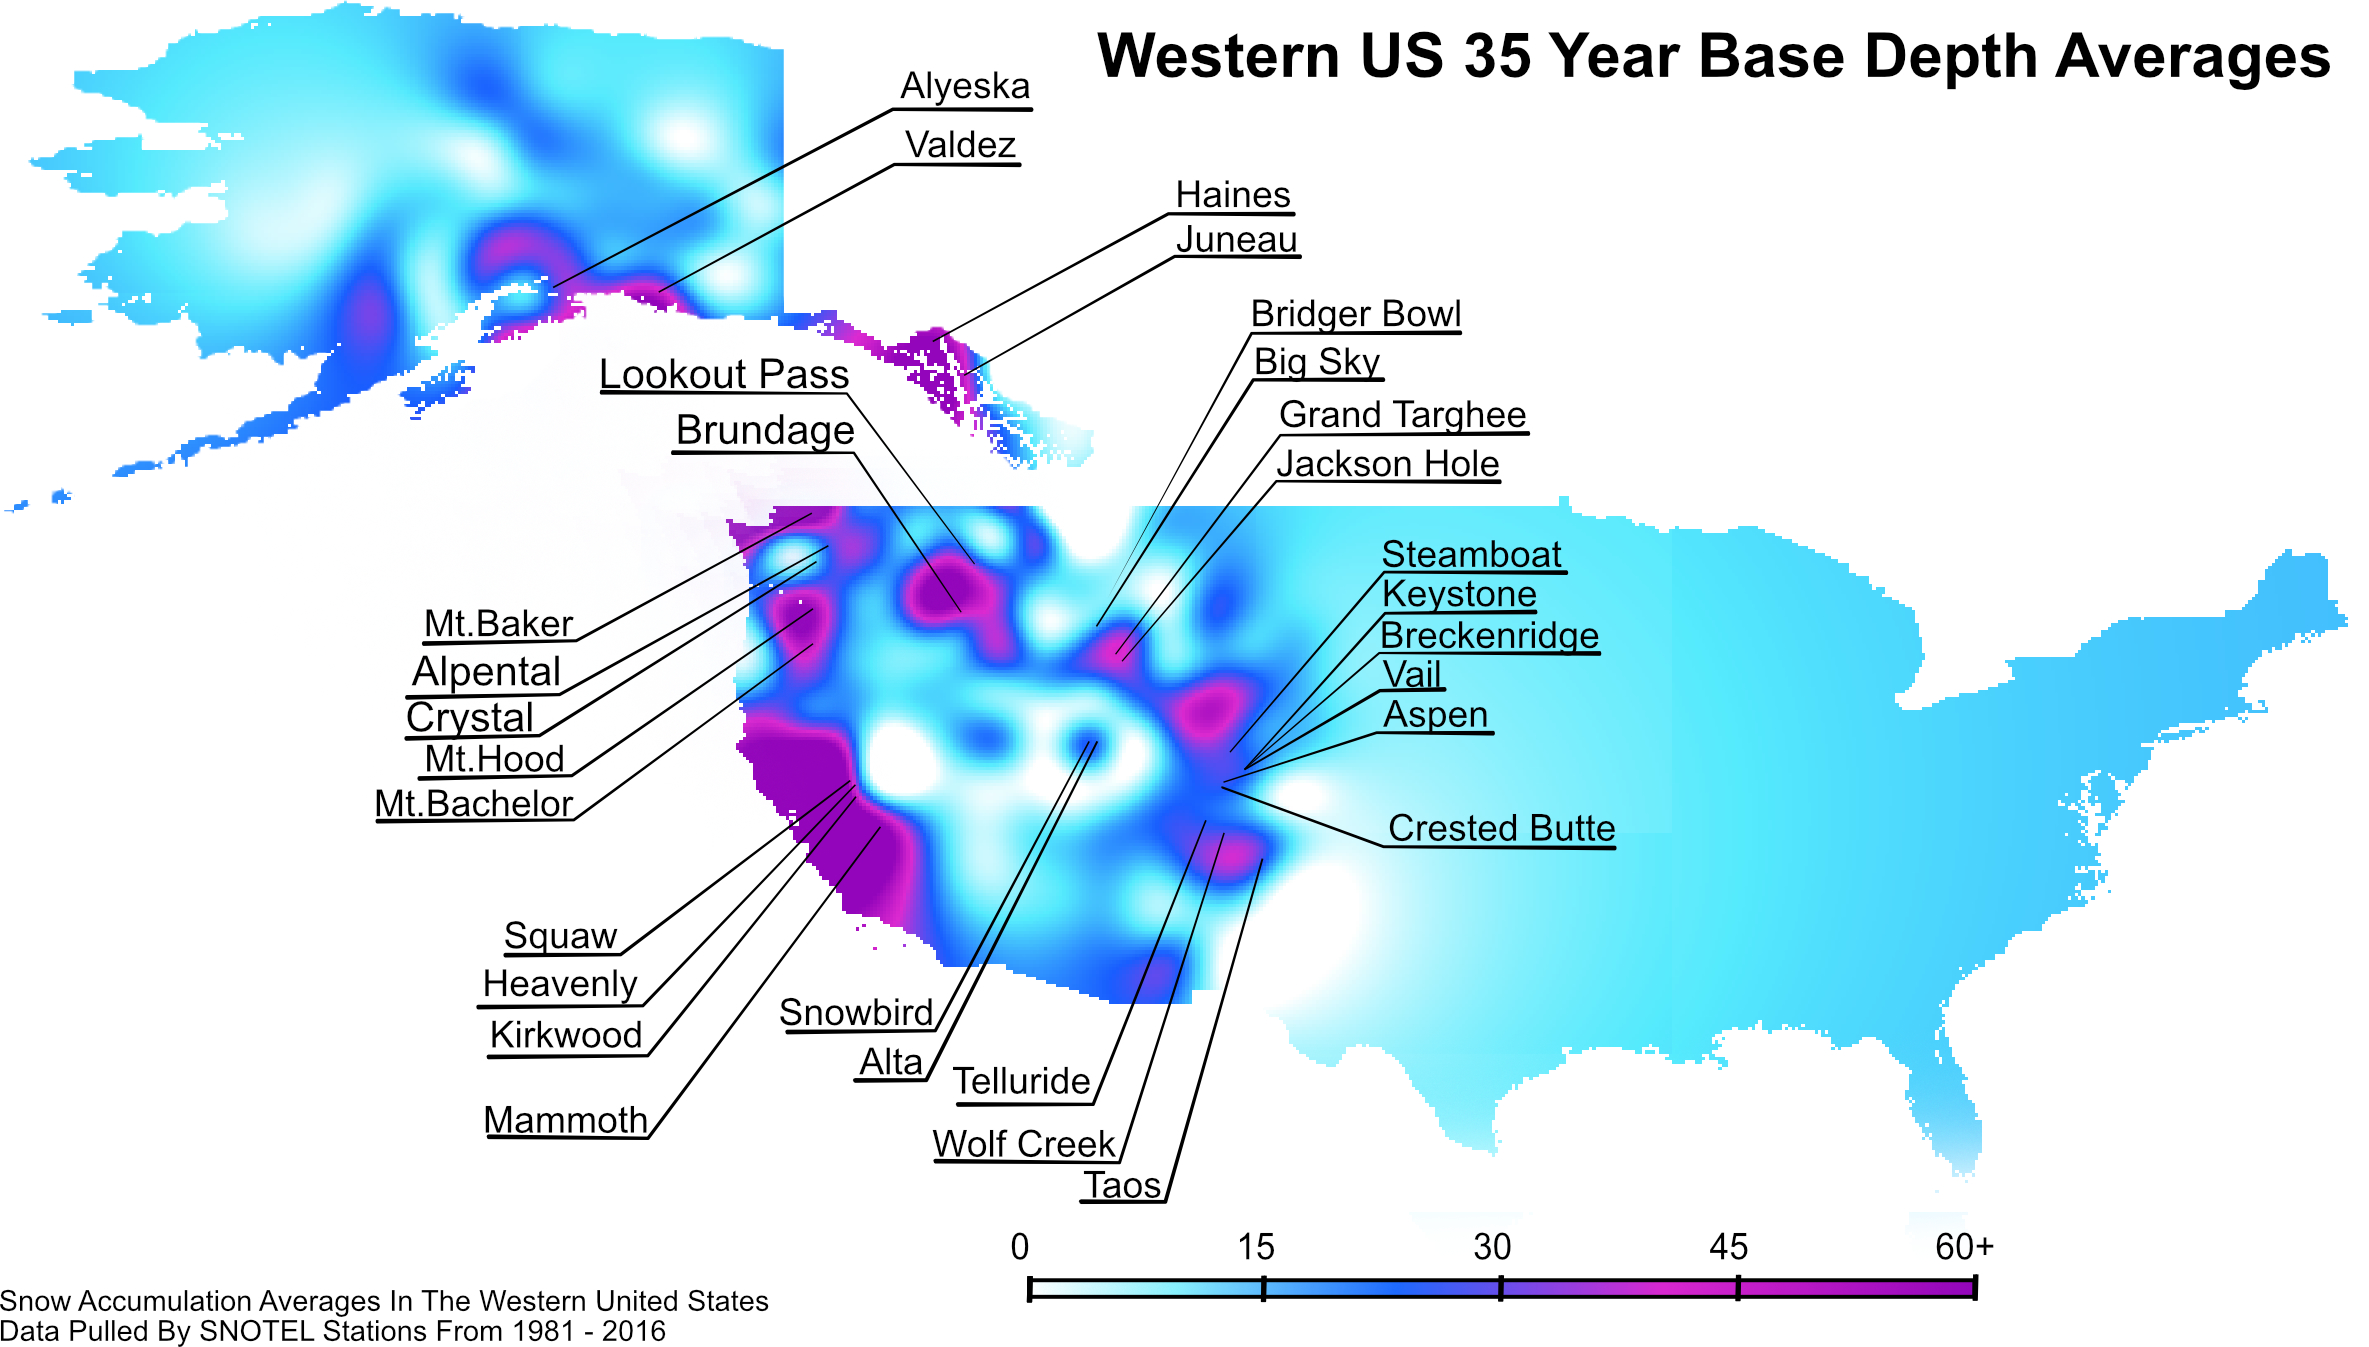 Western US 35 Year Base Depth Averages
Alyeska
Valdez
Haines
Juneau
Bridger Bowl
Big Sky
Grand Targhee
Jackson Hole
Lookout Pass
Brundage
Steamboat
Keystone
Breckenridge
Vail
Aspen
Crested Butte
Mt.Baker
Alpental
Crystal
Mt.Hood
Mt.Bachelor
Squaw
Heavenly
Kirkwood
Mammoth
Snowbird
Alta
Telluride
Wolf Creek
Taos
0 15 30 45 60+
Snow Accumulation Averages In The Western United States
Data Pulled By SNOTEL Stations From 1981 - 2016